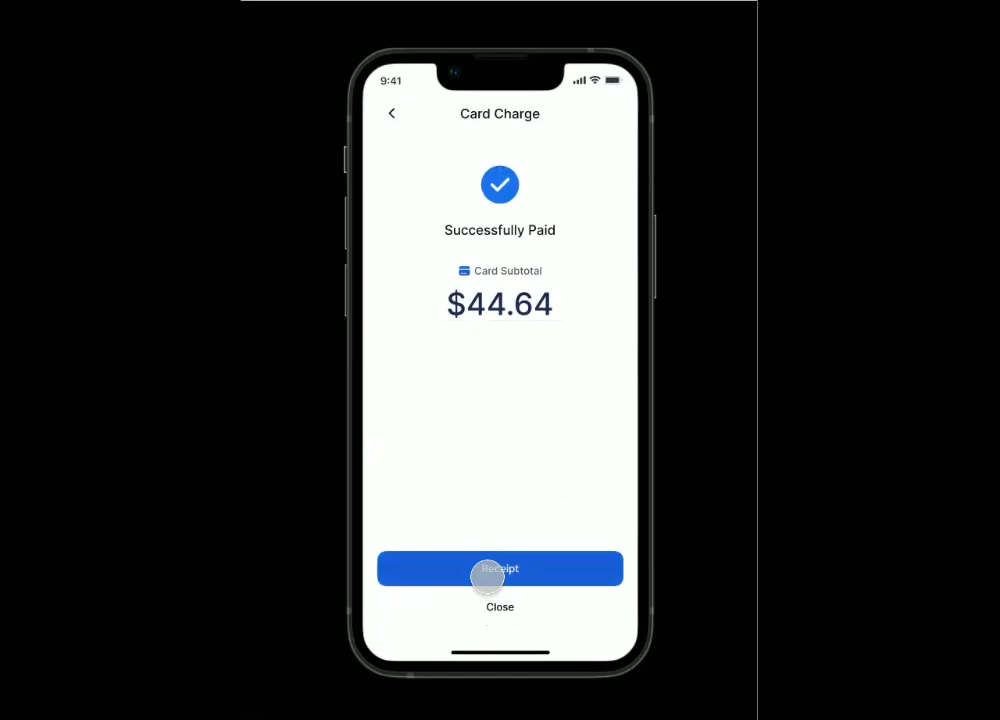 9:41
Card Charge
Successfully Paid
Card Subtotal
$44.64
Receipt
Close